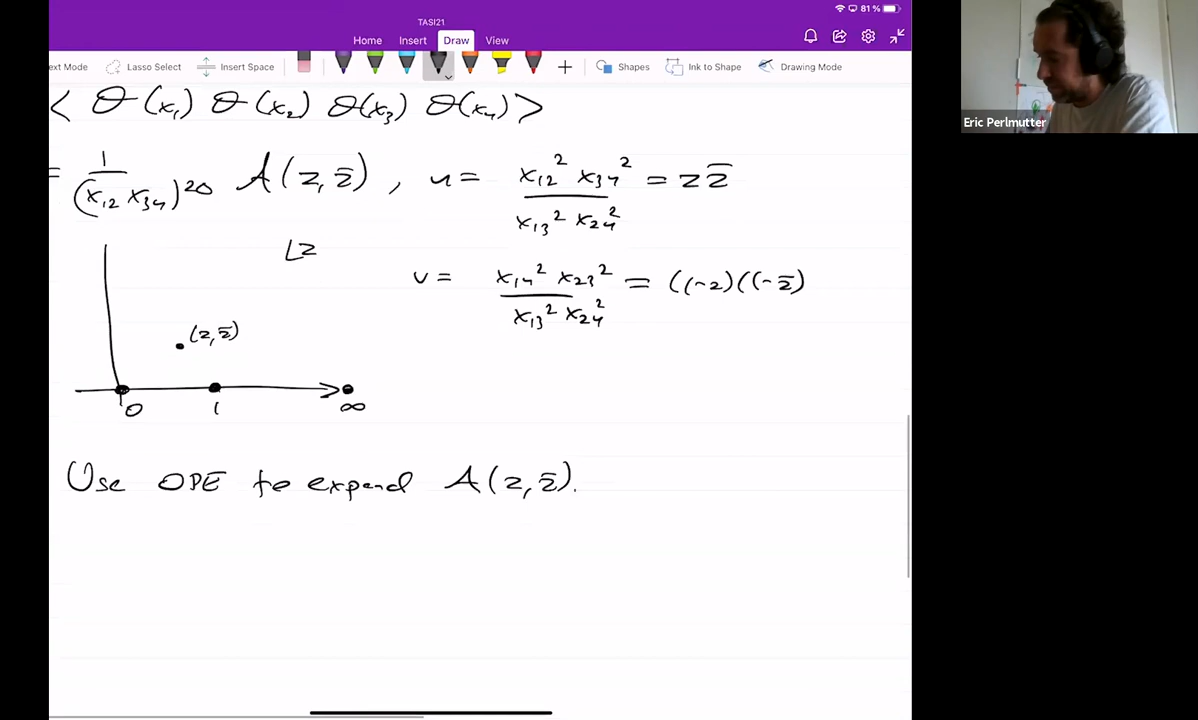 81 %
TASI21
Home Insert Draw View
ext Mode Lasso Select Insert Space Shapes Ink to Shape Drawing Mode
< O(x₁) O(x₂) O(x₃) O(x₄) >
Eric Perlmutter
= 1/(x₁₂ x₃₄)^{2Δ} A(z, z̄) , u = x₁₂² x₃₄² / x₁₃² x₂₄² = z z̄
z
v = x₁₄² x₂₃² / x₁₃² x₂₄² = (1-z)(1-z̄)
(z, z̄)
0 1 ∞
Use OPE to expand A(z, z̄).